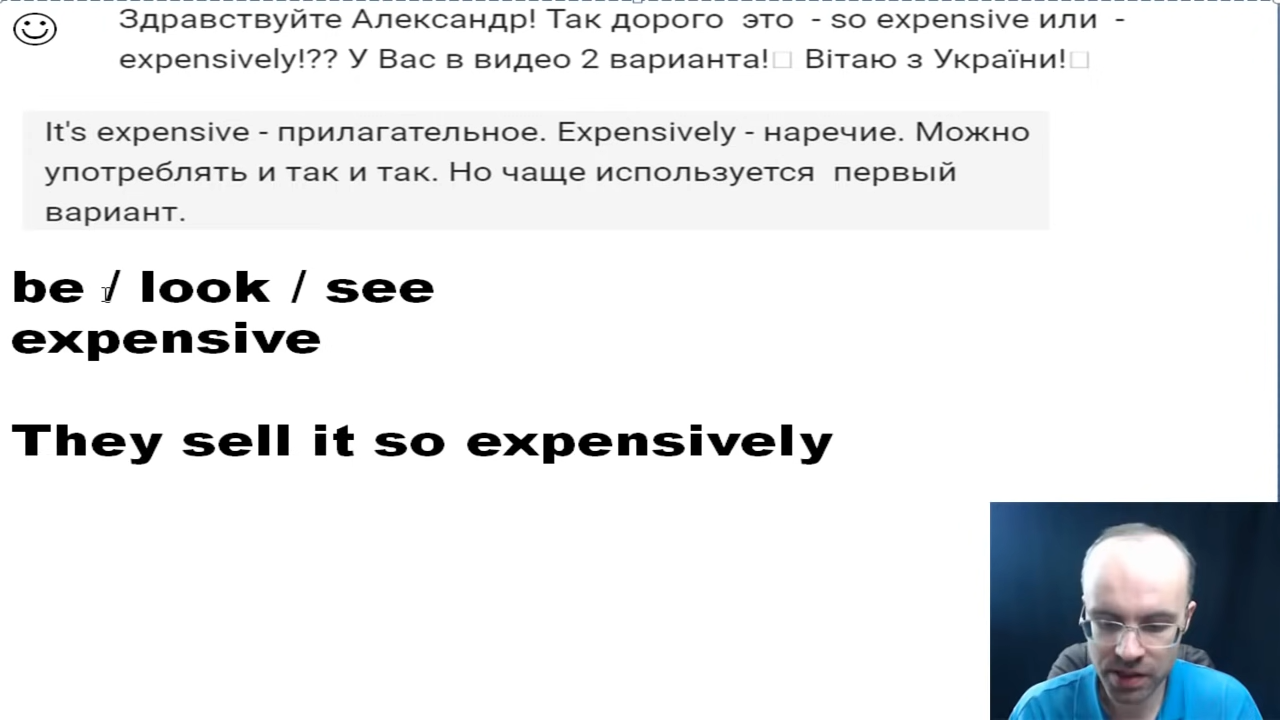 Здравствуйте Александр! Так дорого это - so expensive или -
expensively!?? У Вас в видео 2 варианта! Вітаю з України!
It's expensive - прилагательное. Expensively - наречие. Можно
употреблять и так и так. Но чаще используется первый
вариант.
be / look / see
expensive
They sell it so expensively